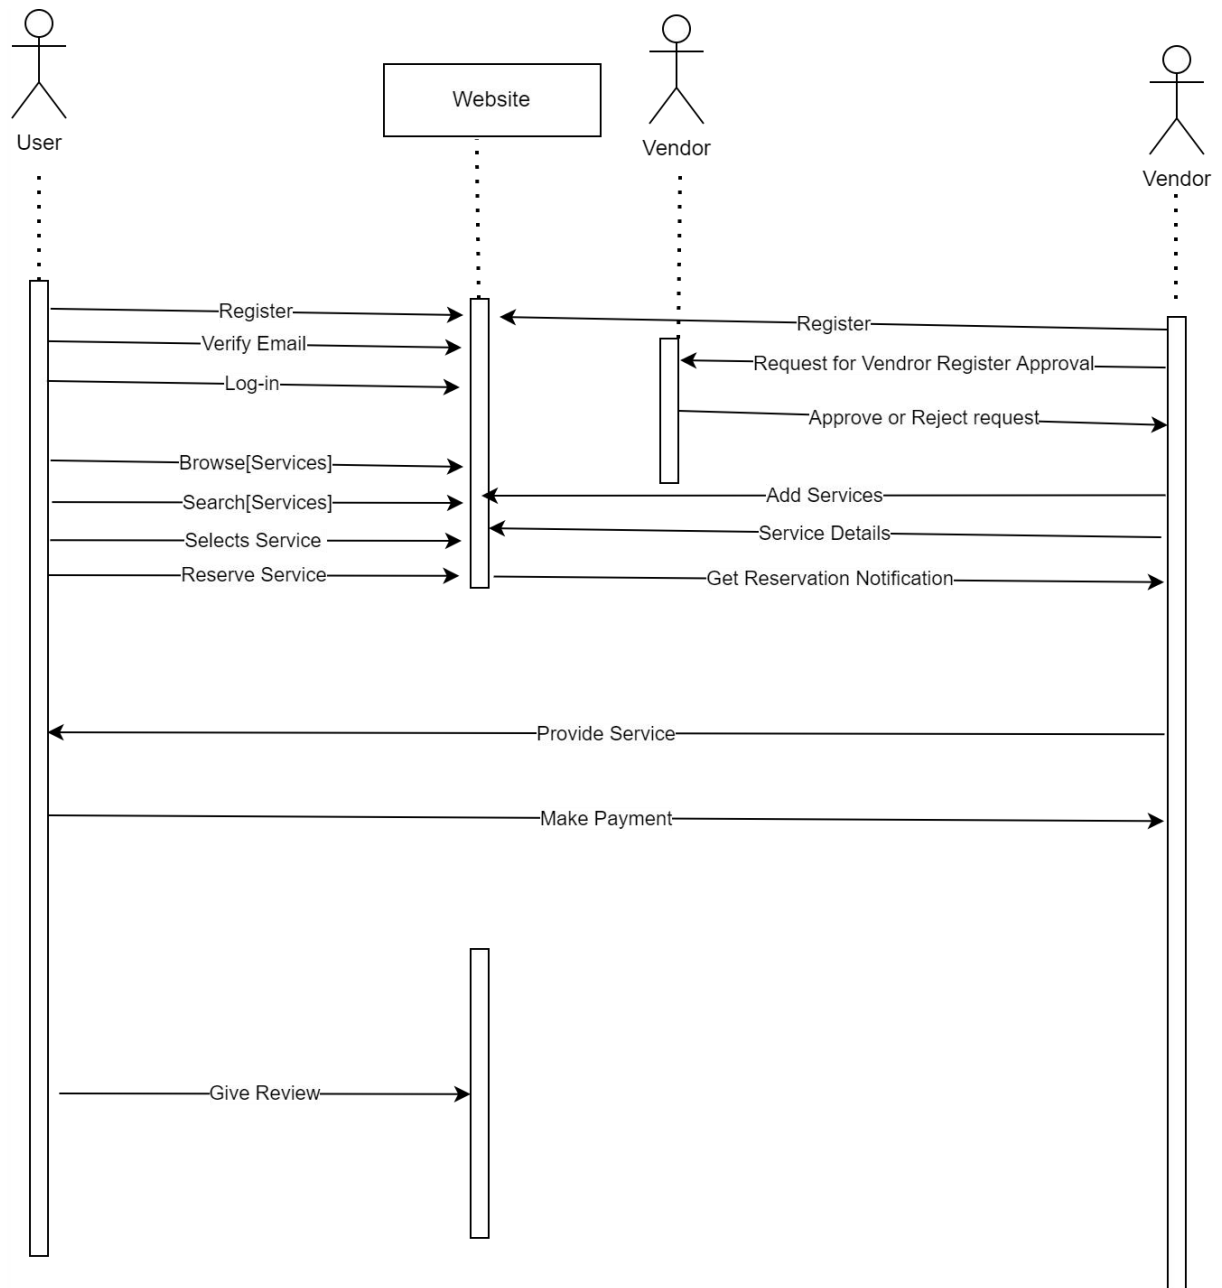 User
Website
Vendor
Vendor
Register
Register
Verify Email
Request for Vendror Register Approval
Log-in
Approve or Reject request
Browse[Services]
Search[Services]
Add Services
Selects Service
Service Details
Reserve Service
Get Reservation Notification
Provide Service
Make Payment
Give Review